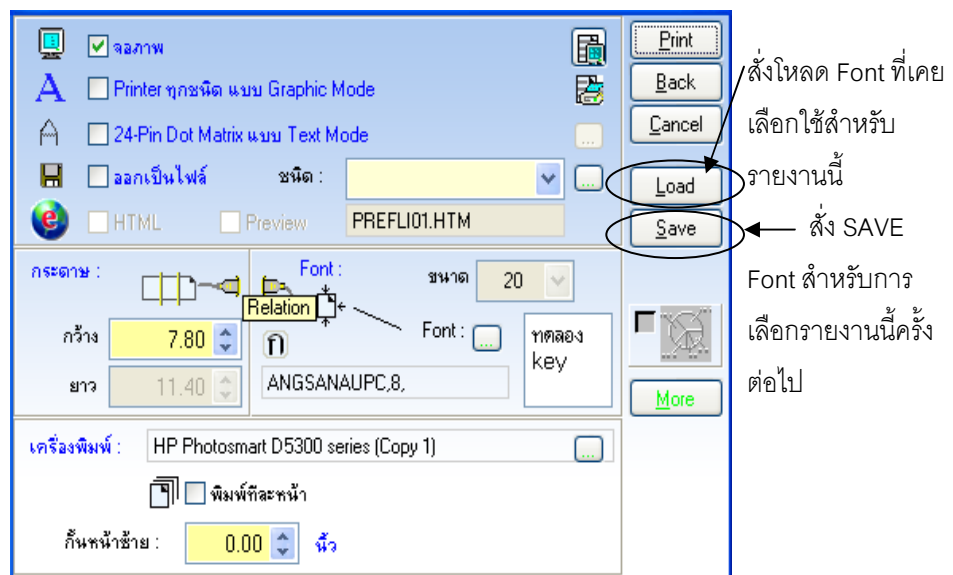 จอภาพ
Printer ทุกชนิด แบบ Graphic Mode
24-Pin Dot Matrix แบบ Text Mode
ออกเป็นไฟล์ ชนิด :
HTML Preview PREFLI01.HTM
Print
Back
Cancel
Load
Save
More
สั่งโหลด Font ที่เคย
เลือกใช้สำหรับ
รายงานนี้
สั่ง SAVE
Font สำหรับการ
เลือกรายงานนี้ครั้ง
ต่อไป
กระดาษ :
กว้าง 7.80
ยาว 11.40
Relation
Font : ขนาด 20
Font : ...
ก
ANGSANAUPC,8,
ทดลอง
key
เครื่องพิมพ์ : HP Photosmart D5300 series (Copy 1) ...
พิมพ์ทีละหน้า
กั้นหน้าซ้าย : 0.00 นิ้ว